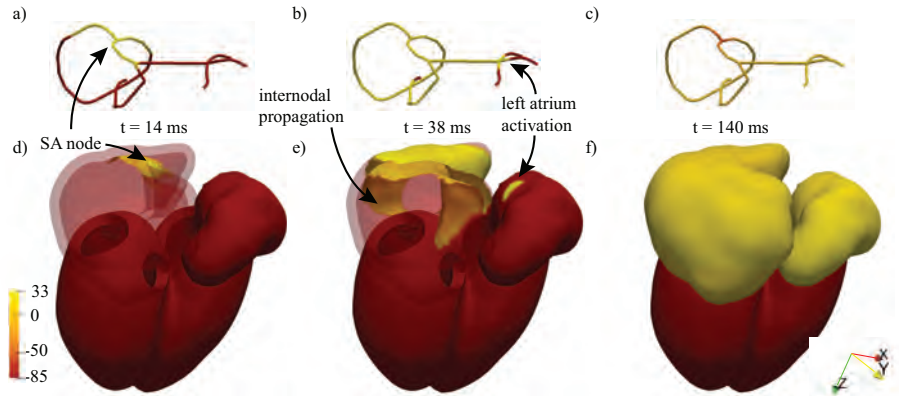 a)
b)
c)
SA node
t = 14 ms
internodal
propagation
t = 38 ms
left atrium
activation
t = 140 ms
d)
e)
f)
33
0
-50
-85
X
Y
Z